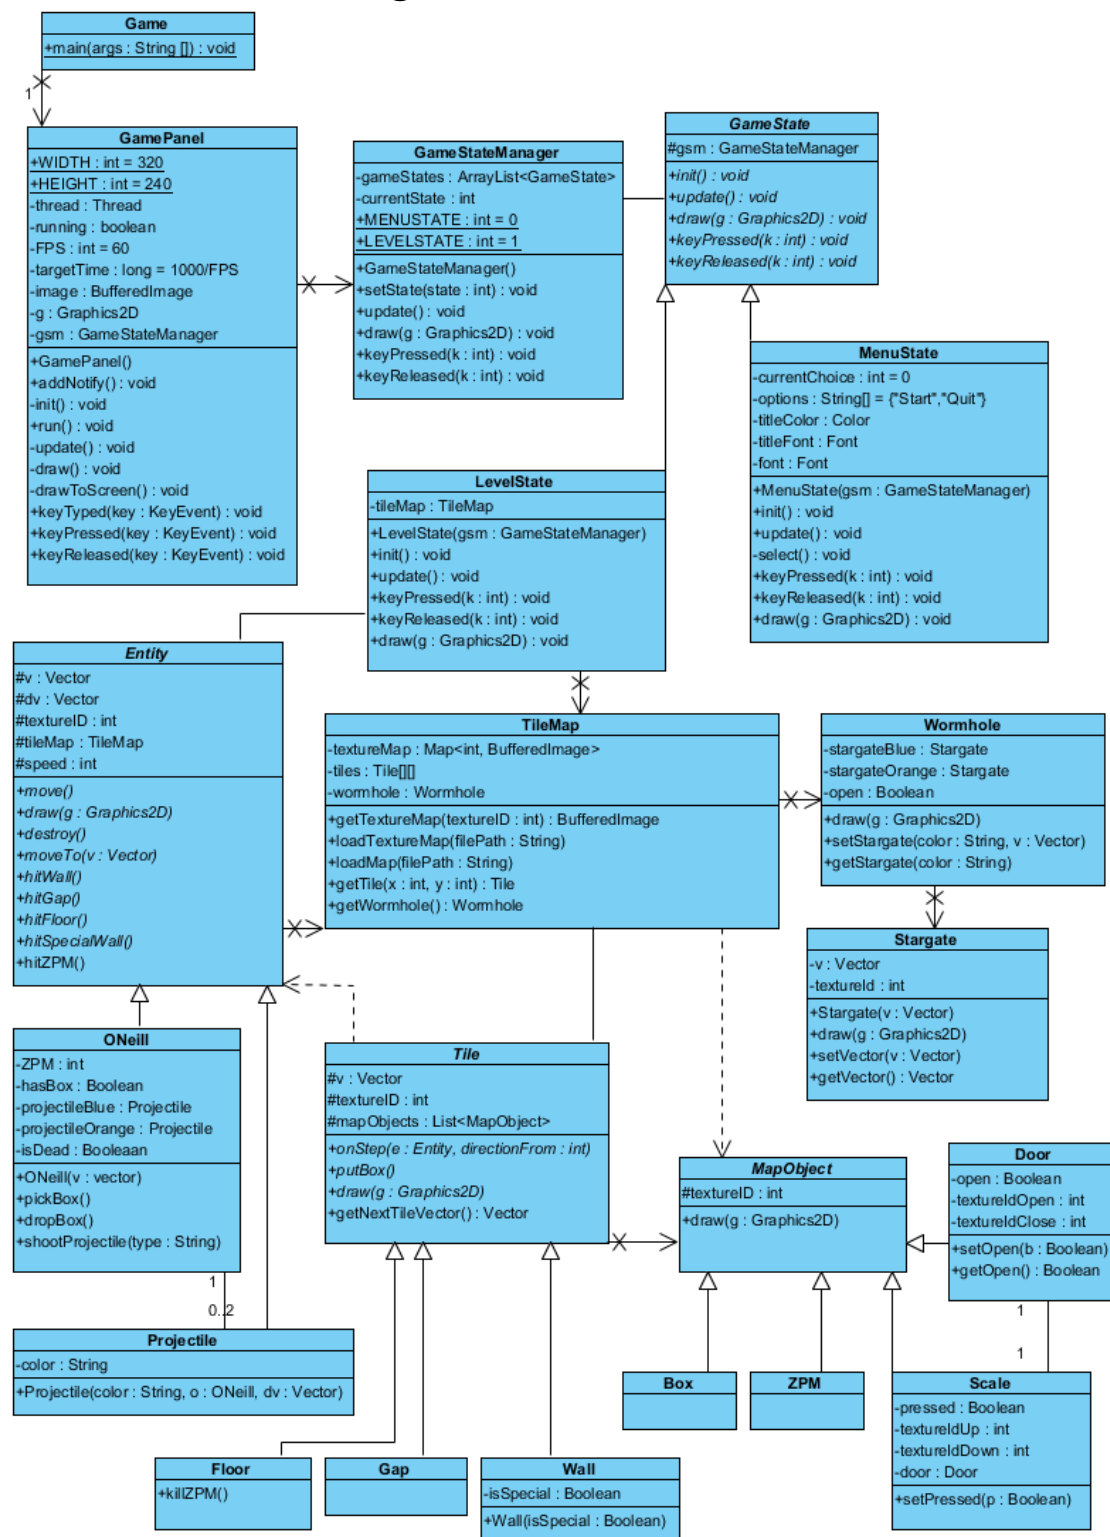 Game
+main(args : String []) : void
1
GamePanel
+WIDTH : int = 320
+HEIGHT : int = 240
-thread : Thread
-running : boolean
-FPS : int = 60
-targetTime : long = 1000/FPS
-image : BufferedImage
-g : Graphics2D
-gsm : GameStateManager
+GamePanel()
+addNotify() : void
-init() : void
+run() : void
-update() : void
-draw() : void
-drawToScreen() : void
+keyTyped(key : KeyEvent) : void
+keyPressed(key : KeyEvent) : void
+keyReleased(key : KeyEvent) : void
GameStateManager
-gameStates : ArrayList<GameState>
-currentState : int
+MENUSTATE : int = 0
+LEVELSTATE : int = 1
+GameStateManager()
+setState(state : int) : void
+update() : void
+draw(g : Graphics2D) : void
+keyPressed(k : int) : void
+keyReleased(k : int) : void
GameState
#gsm : GameStateManager
+init() : void
+update() : void
+draw(g : Graphics2D) : void
+keyPressed(k : int) : void
+keyReleased(k : int) : void
MenuState
-currentChoice : int = 0
-options : String[] = {"Start","Quit"}
-titleColor : Color
-titleFont : Font
-font : Font
+MenuState(gsm : GameStateManager)
+init() : void
+update() : void
-select() : void
+keyPressed(k : int) : void
+keyReleased(k : int) : void
+draw(g : Graphics2D) : void
LevelState
-tileMap : TileMap
+LevelState(gsm : GameStateManager)
+init() : void
+update() : void
+keyPressed(k : int) : void
+keyReleased(k : int) : void
+draw(g : Graphics2D) : void
Entity
#v : Vector
#dv : Vector
#textureID : int
#tileMap : TileMap
#speed : int
+move()
+draw(g : Graphics2D)
+destroy()
+moveTo(v : Vector)
+hitWall()
+hitGap()
+hitFloor()
+hitSpecialWall()
+hitZPM()
TileMap
-textureMap : Map<int, BufferedImage>
-tiles : Tile[][]
-wormhole : Wormhole
+getTextureMap(textureID : int) : BufferedImage
+loadTextureMap(filePath : String)
+loadMap(filePath : String)
+getTile(x : int, y : int) : Tile
+getWormhole() : Wormhole
Wormhole
-stargateBlue : Stargate
-stargateOrange : Stargate
-open : Boolean
+draw(g : Graphics2D)
+setStargate(color : String, v : Vector)
+getStargate(color : String)
Stargate
-v : Vector
-textureId : int
+Stargate(v : Vector)
+draw(g : Graphics2D)
+setVector(v : Vector)
+getVector() : Vector
ONeill
-ZPM : int
-hasBox : Boolean
-projectileBlue : Projectile
-projectileOrange : Projectile
-isDead : Booleaan
+ONeill(v : vector)
+pickBox()
+dropBox()
+shootProjectile(type : String)
1
0..2
Tile
#v : Vector
#textureID : int
#mapObjects : List<MapObject>
+onStep(e : Entity, directionFrom : int)
+putBox()
+draw(g : Graphics2D)
+getNextTileVector() : Vector
MapObject
#textureID : int
+draw(g : Graphics2D)
Door
-open : Boolean
-textureIdOpen : int
-textureIdClose : int
+setOpen(b : Boolean)
+getOpen() : Boolean
1
1
Projectile
-color : String
+Projectile(color : String, o : ONeill, dv : Vector)
Box
ZPM
Scale
-pressed : Boolean
-textureIdUp : int
-textureIdDown : int
-door : Door
+setPressed(p : Boolean)
Floor
+killZPM()
Gap
Wall
-isSpecial : Boolean
+Wall(isSpecial : Boolean)